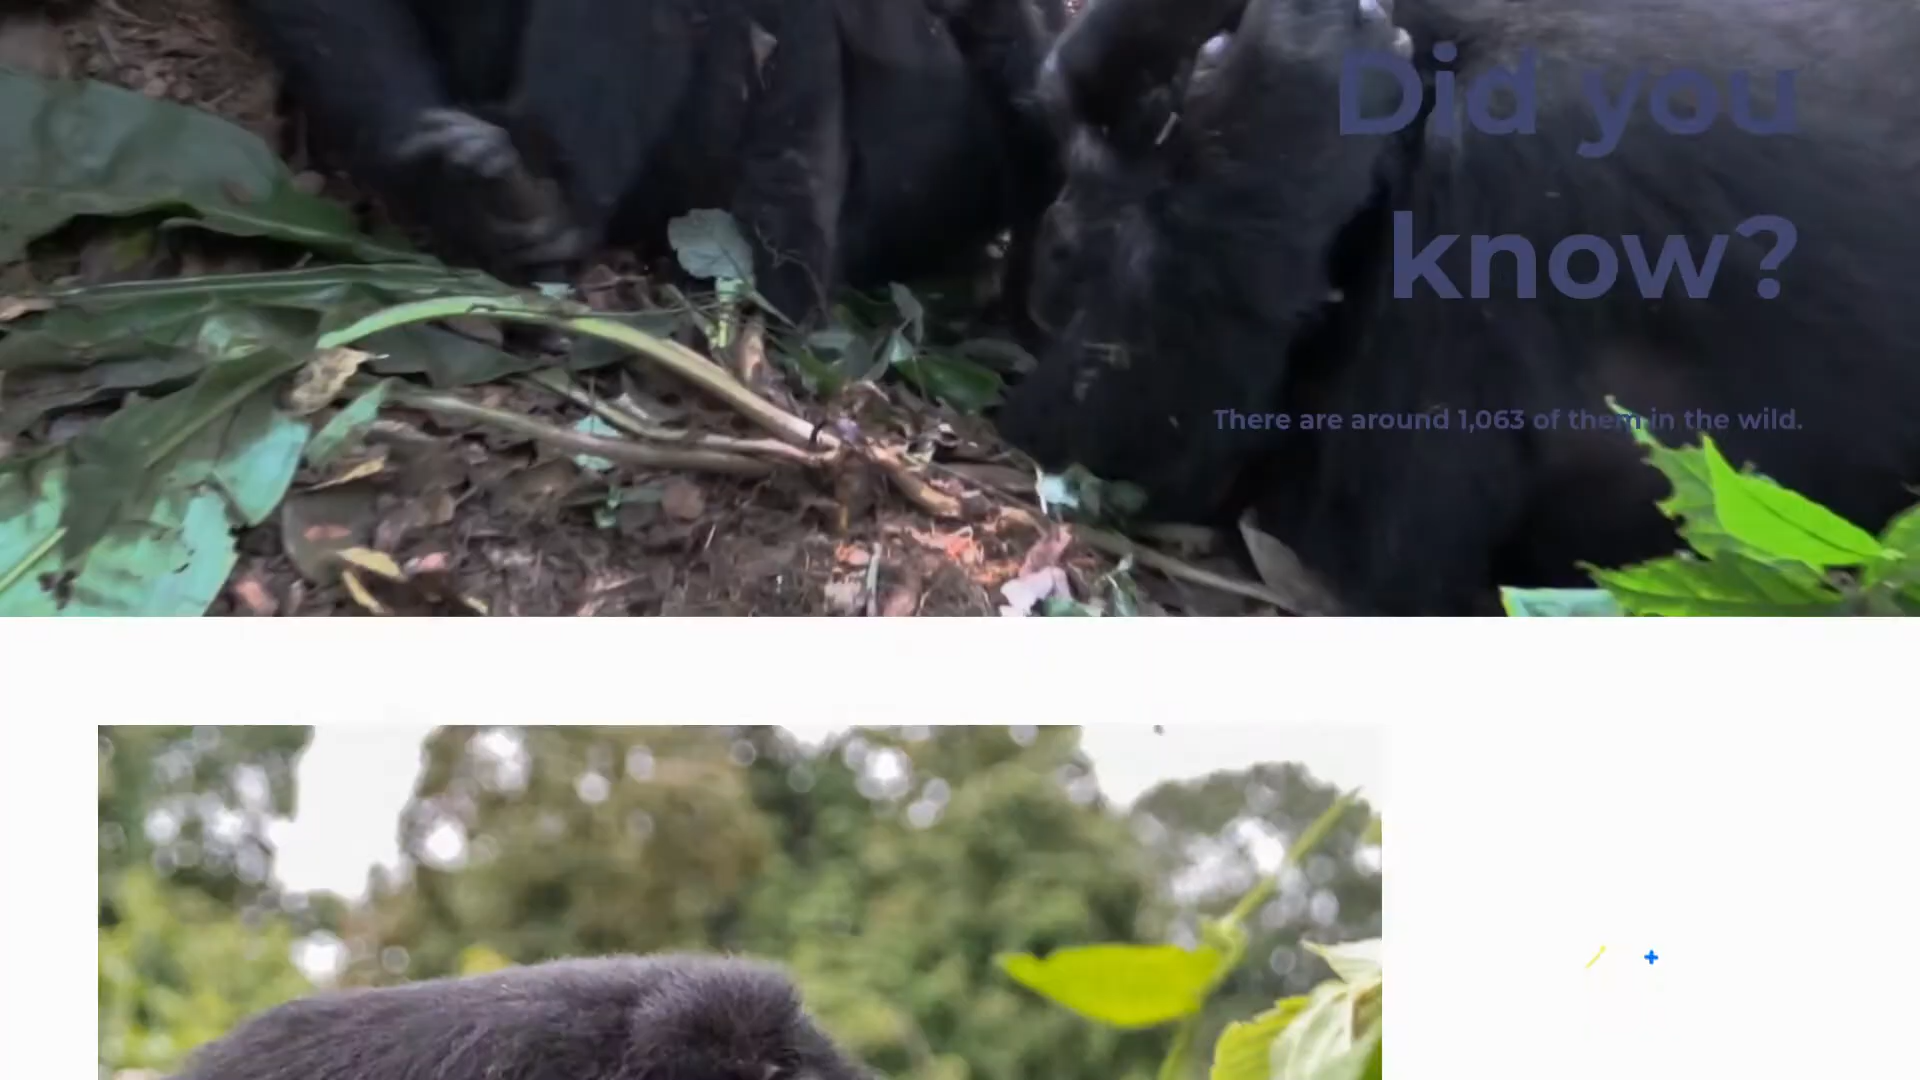 Did you
know?
There are around 1,063 of them in the wild.